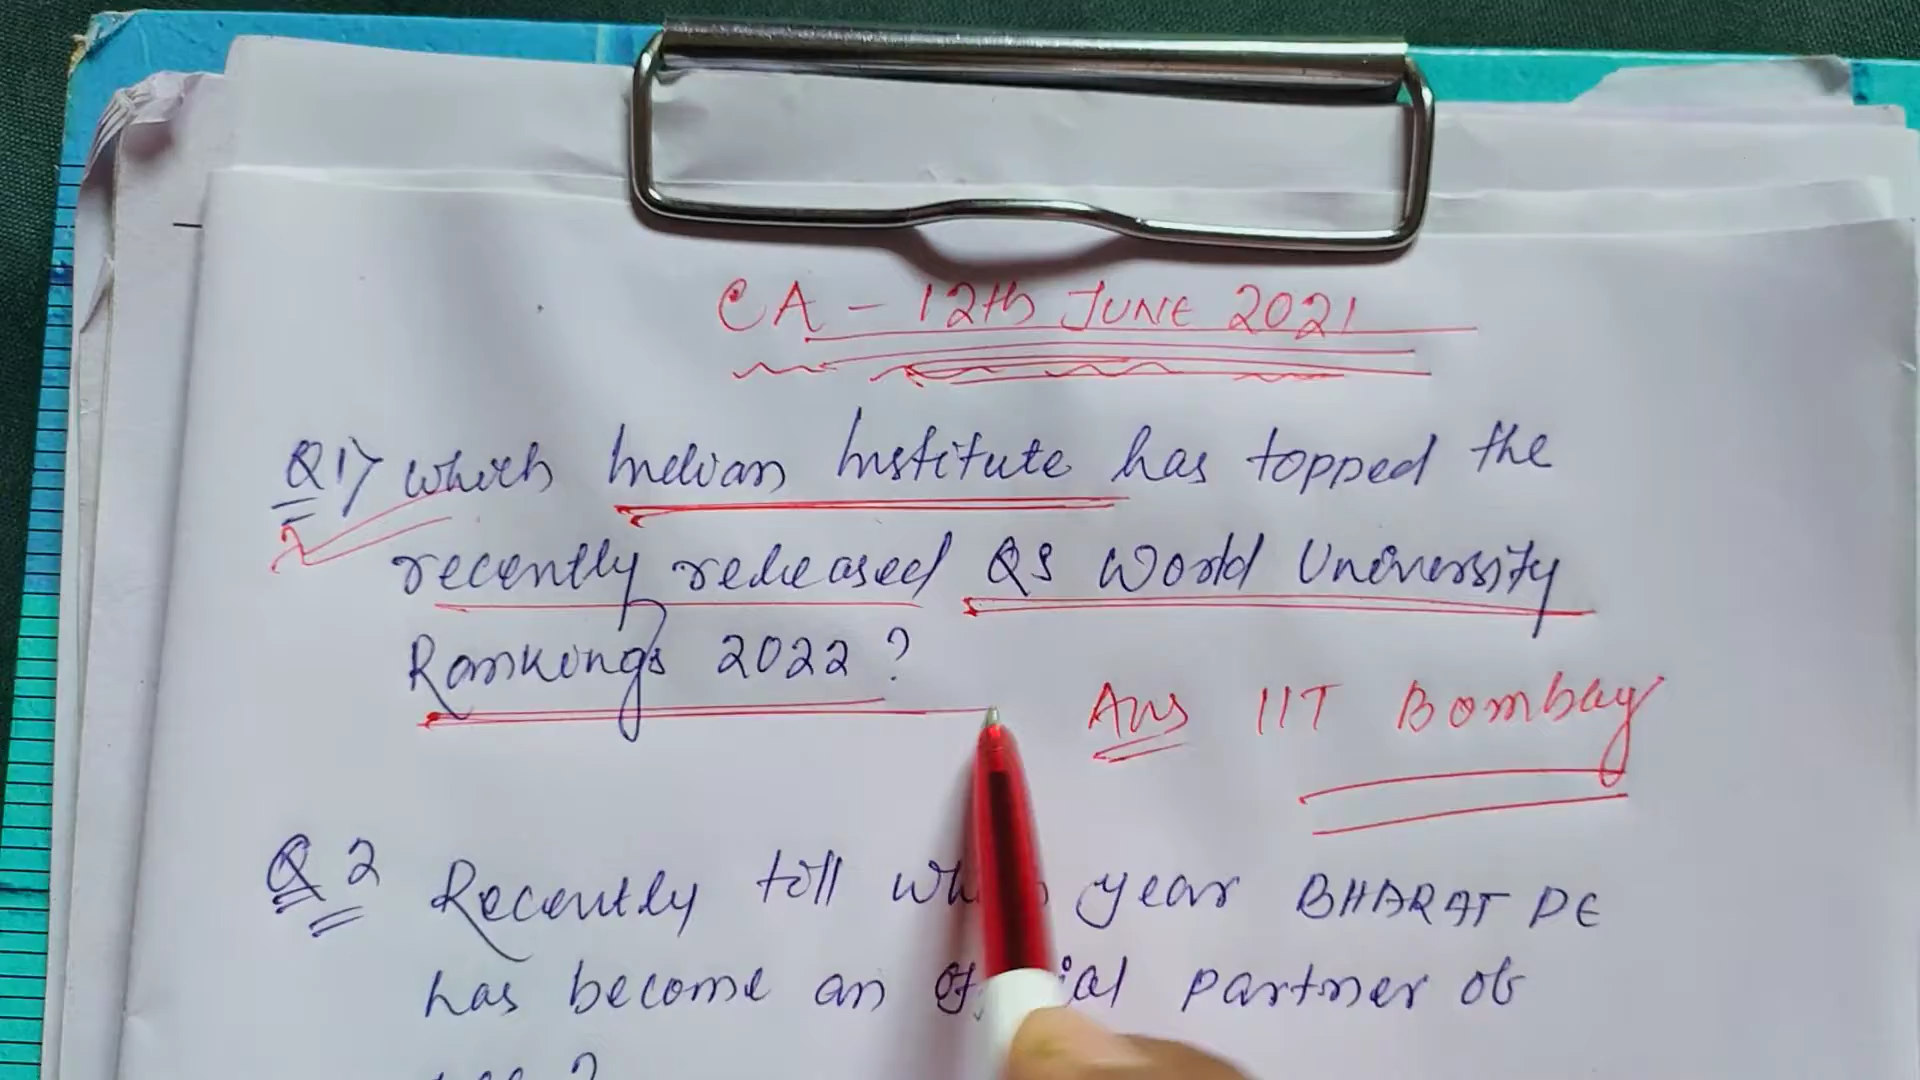 CA - 12th JUNE 2021
Q1) which Indian Institute has topped the
recently released QS World University
Rankings 2022 ?
Ans IIT Bombay
Q 2 Recently till year BHARAT PE
has become an partner of
?